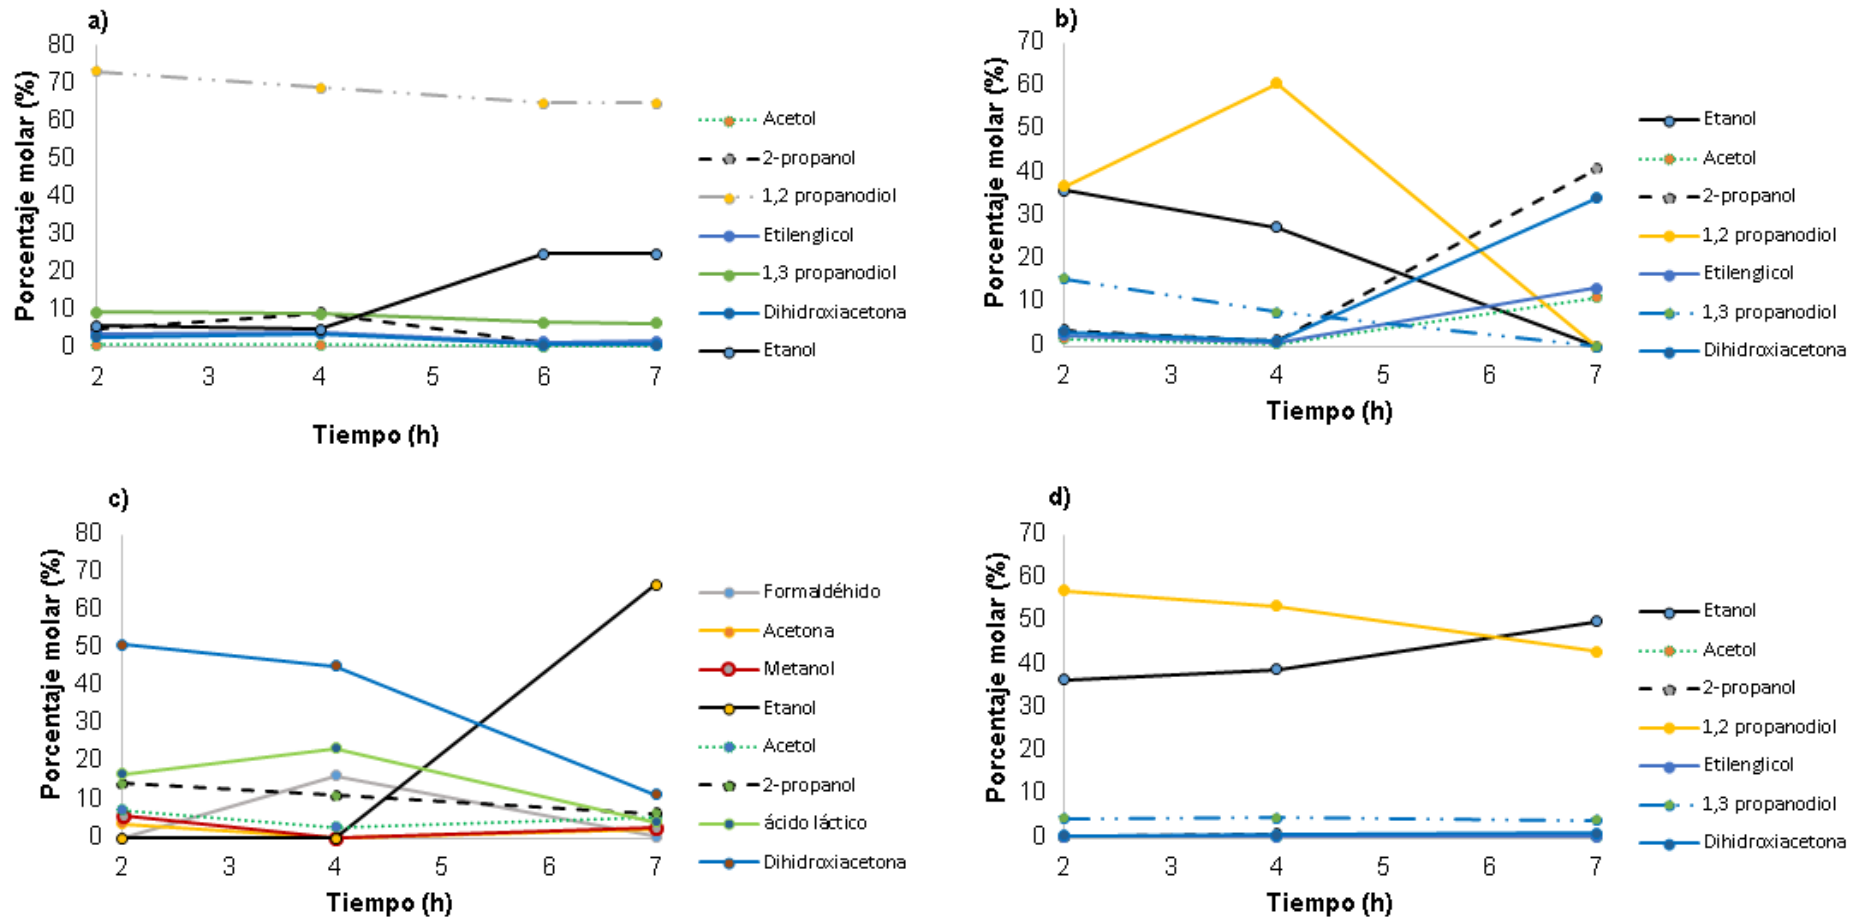 a)
Porcentaje molar (%)
80
70
60
50
40
30
20
10
0
2 3 4 5 6 7
Tiempo (h)
Acetol
2-propanol
1,2 propanodiol
Etilenglicol
1,3 propanodiol
Dihidroxiacetona
Etanol
b)
Porcentaje molar (%)
70
60
50
40
30
20
10
0
2 3 4 5 6 7
Tiempo (h)
Etanol
Acetol
2-propanol
1,2 propanodiol
Etilenglicol
1,3 propanodiol
Dihidroxiacetona
c)
Porcentaje molar (%)
80
70
60
50
40
30
20
10
0
2 3 4 5 6 7
Tiempo (h)
Formaldéhido
Acetona
Metanol
Etanol
Acetol
2-propanol
ácido láctico
Dihidroxiacetona
d)
Porcentaje molar (%)
70
60
50
40
30
20
10
0
2 3 4 5 6 7
Tiempo (h)
Etanol
Acetol
2-propanol
1,2 propanodiol
Etilenglicol
1,3 propanodiol
Dihidroxiacetona